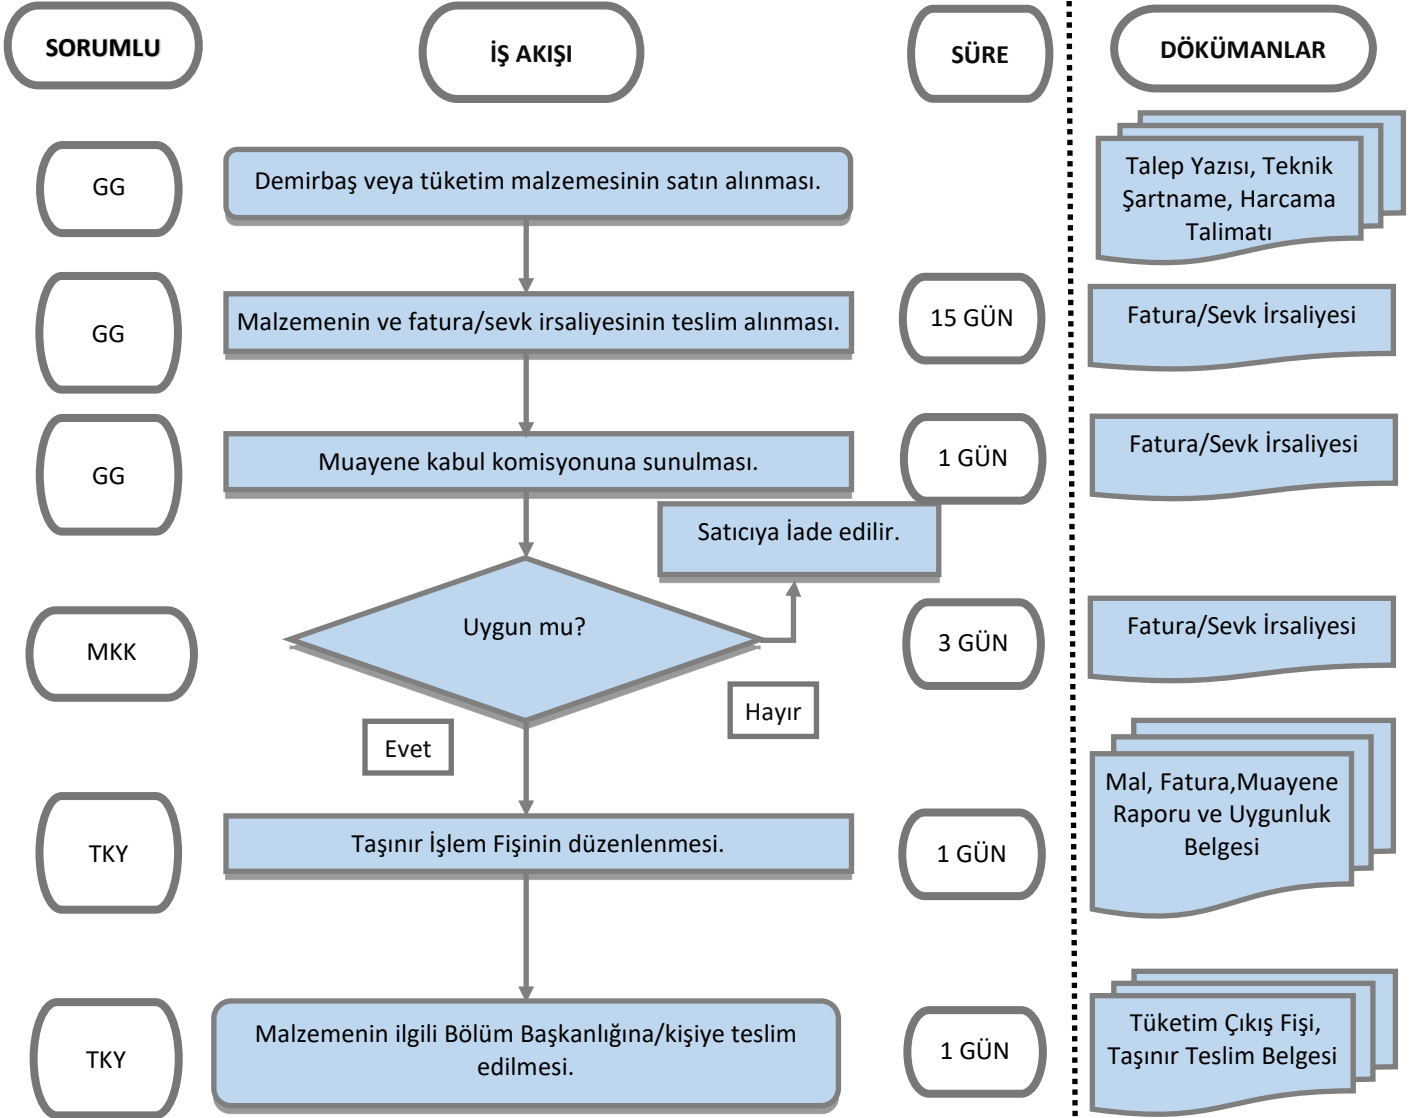 SORUMLU
İŞ AKIŞI
SÜRE
DÖKÜMANLAR
GG
Demirbaş veya tüketim malzemesinin satın alınması.
Talep Yazısı, Teknik
Şartname, Harcama
Talimatı
GG
Malzemenin ve fatura/sevk irsaliyesinin teslim alınması.
15 GÜN
Fatura/Sevk İrsaliyesi
GG
Muayene kabul komisyonuna sunulması.
1 GÜN
Fatura/Sevk İrsaliyesi
Satıcıya İade edilir.
MKK
Uygun mu?
3 GÜN
Fatura/Sevk İrsaliyesi
Hayır
Evet
TKY
Taşınır İşlem Fişinin düzenlenmesi.
1 GÜN
Mal, Fatura,Muayene
Raporu ve Uygunluk
Belgesi
TKY
Malzemenin ilgili Bölüm Başkanlığına/kişiye teslim
edilmesi.
1 GÜN
Tüketim Çıkış Fişi,
Taşınır Teslim Belgesi